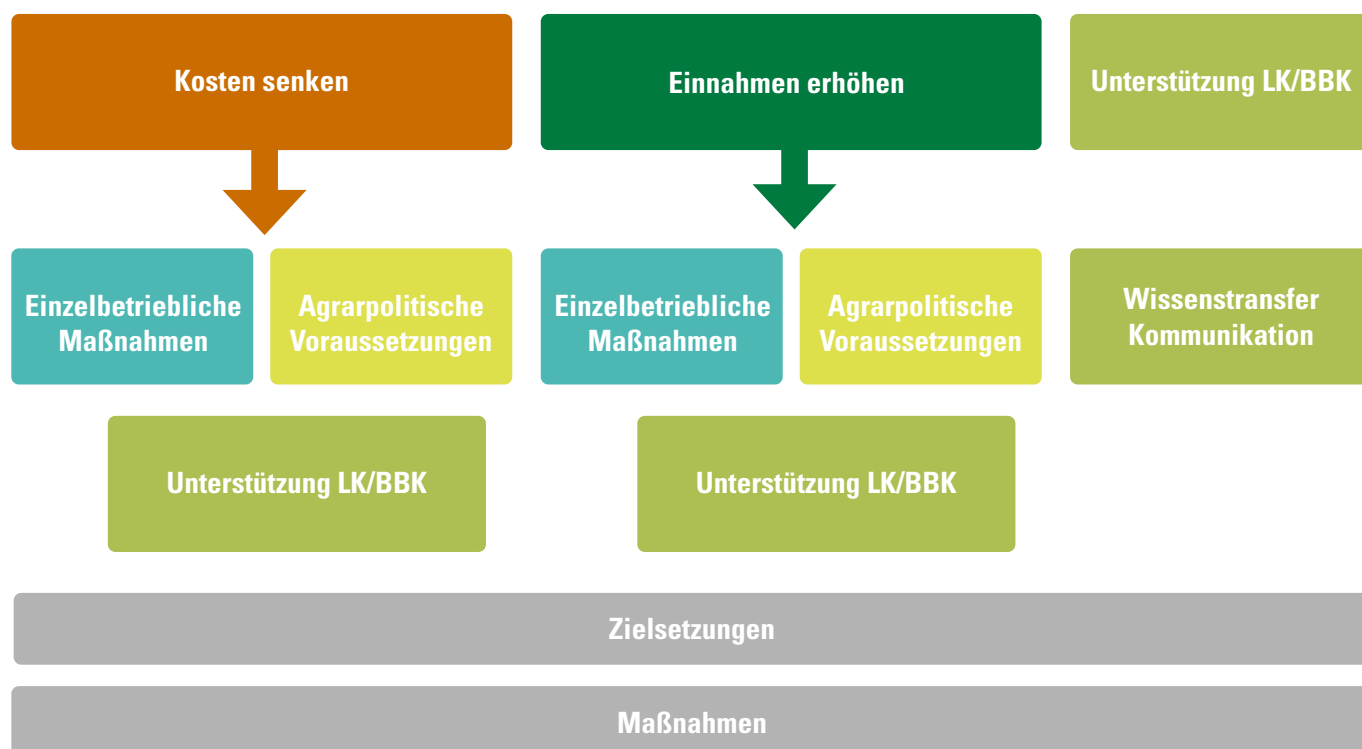 Kosten senken
Einnahmen erhöhen
Unterstützung LK/BBK
Einzelbetriebliche
Maßnahmen
Agrarpolitische
Voraussetzungen
Einzelbetriebliche
Maßnahmen
Agrarpolitische
Voraussetzungen
Wissenstransfer
Kommunikation
Unterstützung LK/BBK
Unterstützung LK/BBK
Zielsetzungen
Maßnahmen